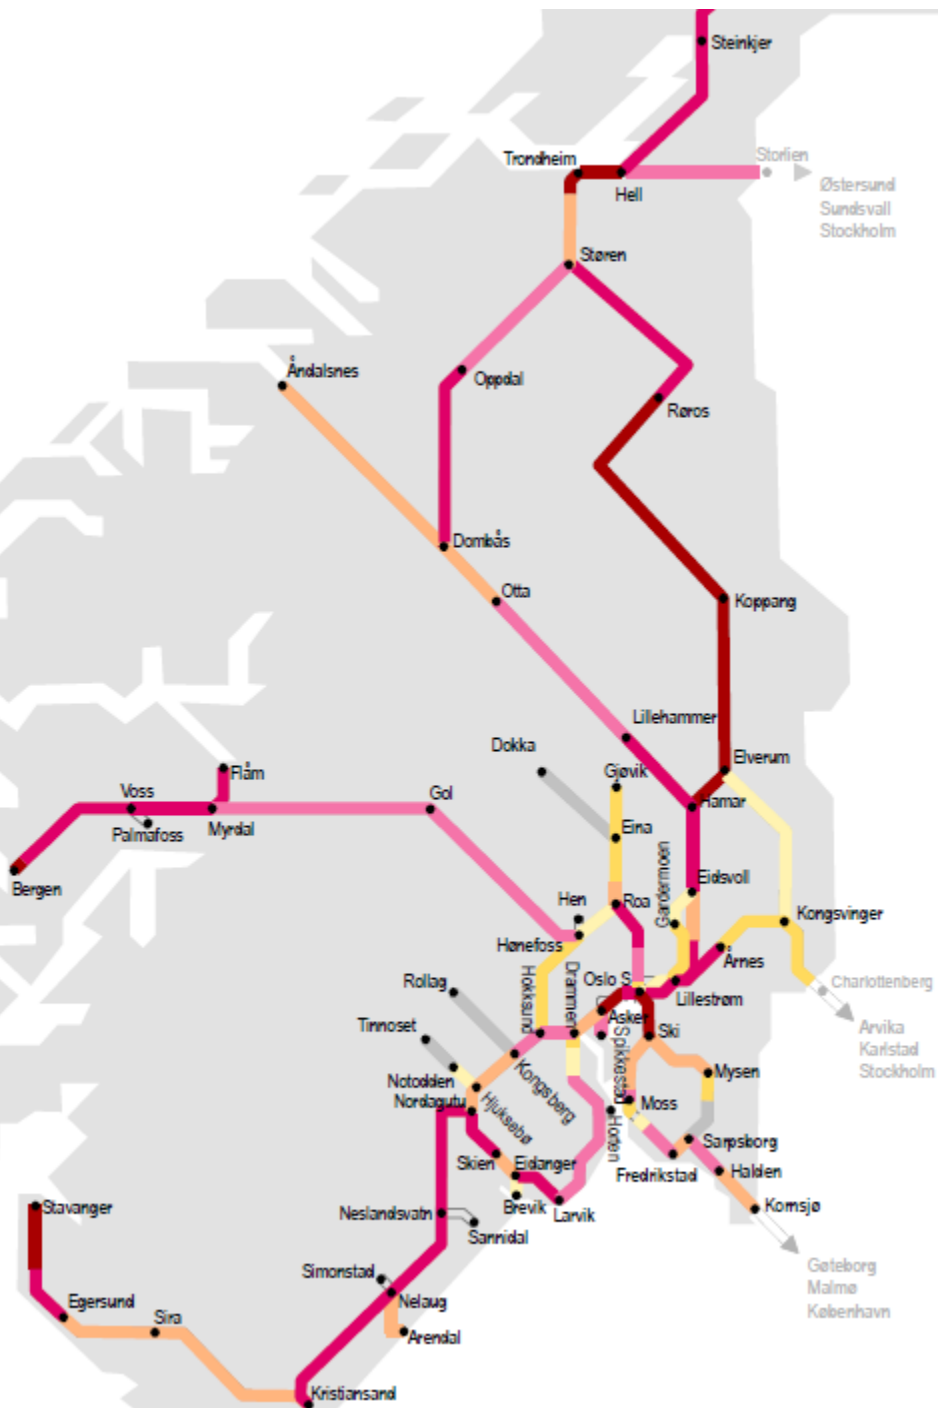 Steinkjer
Trondheim
Storlien
Hell
Østersund
Sundsvall
Stockholm
Støren
Åndalsnes
Oppdal
Røros
Dombås
Otta
Koppang
Lillehammer
Dokka
Elverum
Flåm
Gjøvik
Voss
Gol
Hamar
Palmafoss
Myrdal
Eina
Gardermoen
Eidsvoll
Bergen
Hen
Roa
Kongsvinger
Hønefoss
Årnes
Rollag
Hokksund
Drammen
Oslo S
Lillestrøm
Charlottenberg
Tinnoset
Asker
Spikkestad
Ski
Arvika
Karlstad
Stockholm
Notodden
Kongsberg
Mysen
Nordagutu
Hjuksebø
Moss
Horten
Sarpsborg
Skien
Eidanger
Fredrikstad
Halden
Stavanger
Neslandsvatn
Brevik
Larvik
Kornsjø
Sannidal
Simonstad
Gøteborg
Malmø
København
Egersund
Sira
Nelaug
Arendal
Kristiansand